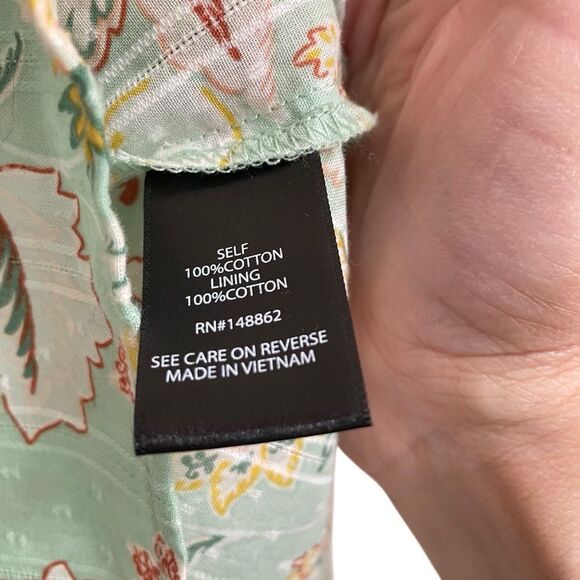 SELF
100%COTTON
LINING
100%COTTON
RN#148862
SEE CARE ON REVERSE
MADE IN VIETNAM